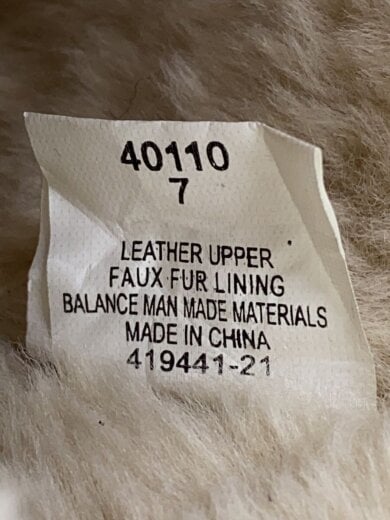 40110
7
LEATHER UPPER
FAUX FUR LINING
BALANCE MAN MADE MATERIALS
MADE IN CHINA
419441-21